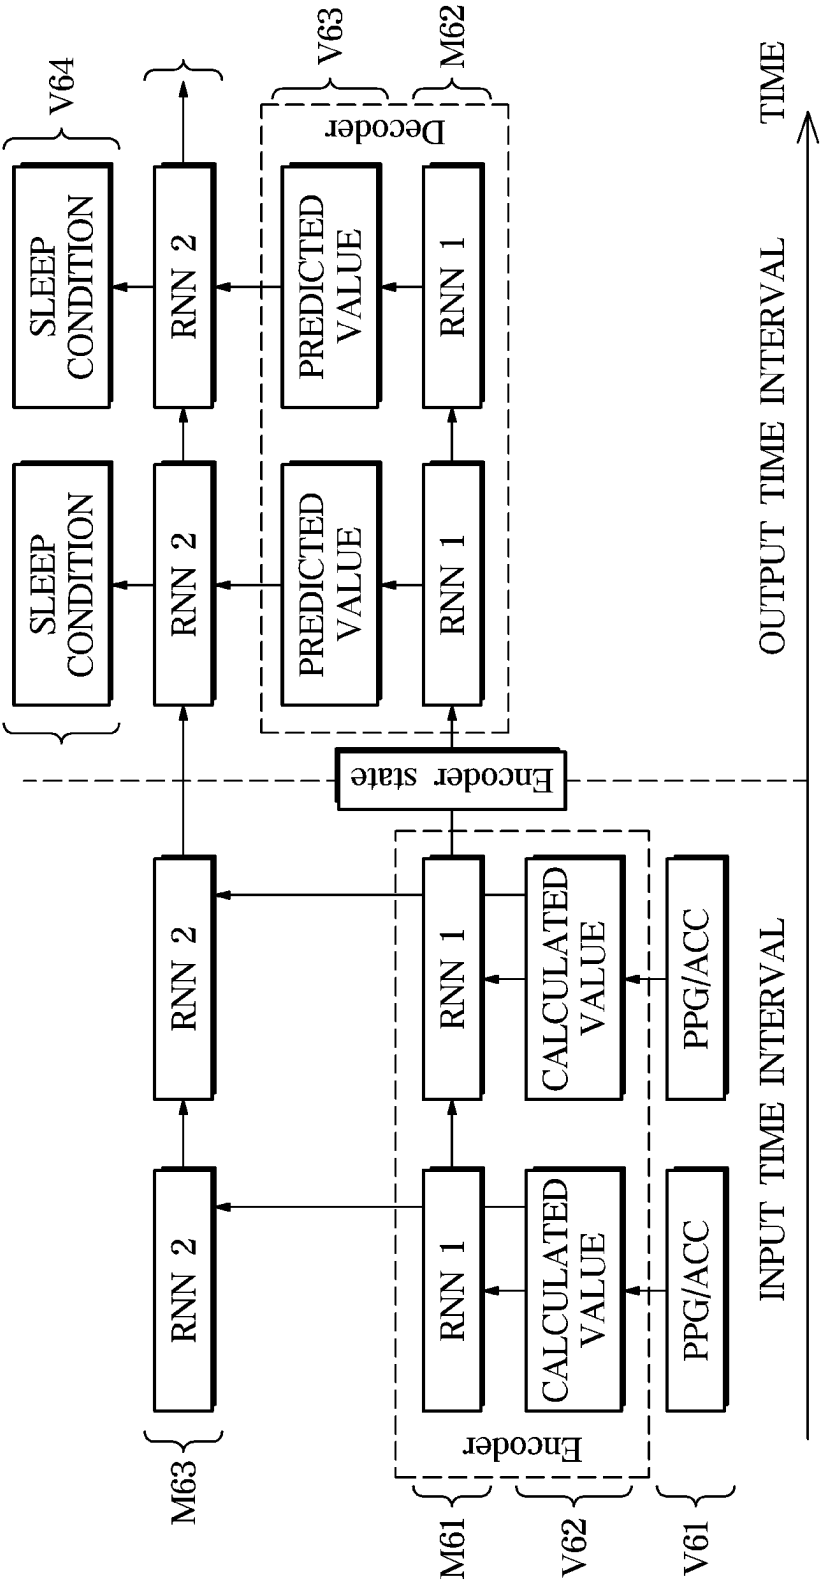 V64
SLEEP
CONDITION
SLEEP
CONDITION
M63
RNN 2
RNN 2
RNN 2
RNN 2
V63
PREDICTED
VALUE
PREDICTED
VALUE
Decoder
M62
RNN 1
RNN 1
Encoder state
M61
RNN 1
RNN 1
Encoder
V62
CALCULATED
VALUE
CALCULATED
VALUE
V61
PPG/ACC
PPG/ACC
INPUT TIME INTERVAL
OUTPUT TIME INTERVAL
TIME